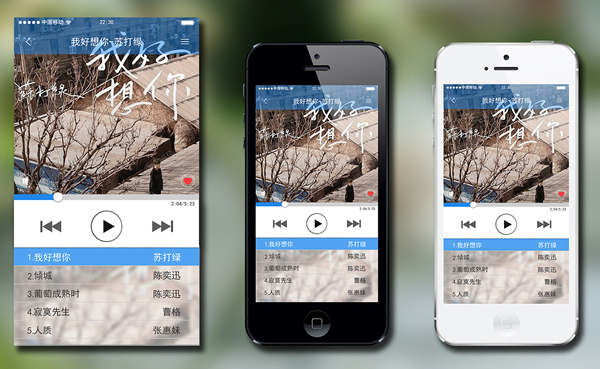 中国移动 22:30
我好想你-苏打绿
我好想你
蘇打綠
2:04/5:23
1.我好想你 苏打绿
2.倾城 陈奕迅
3.葡萄成熟时 陈奕迅
4.寂寞先生 曹格
5.人质 张惠妹
中国移动 22:30
我好想你-苏打绿
我好想你
蘇打綠
2:04/5:23
1.我好想你 苏打绿
2.倾城 陈奕迅
3.葡萄成熟时 陈奕迅
4.寂寞先生 曹格
5.人质 张惠妹
中国移动 22:30
我好想你-苏打绿
我好想你
蘇打綠
2:04/5:23
1.我好想你 苏打绿
2.倾城 陈奕迅
3.葡萄成熟时 陈奕迅
4.寂寞先生 曹格
5.人质 张惠妹